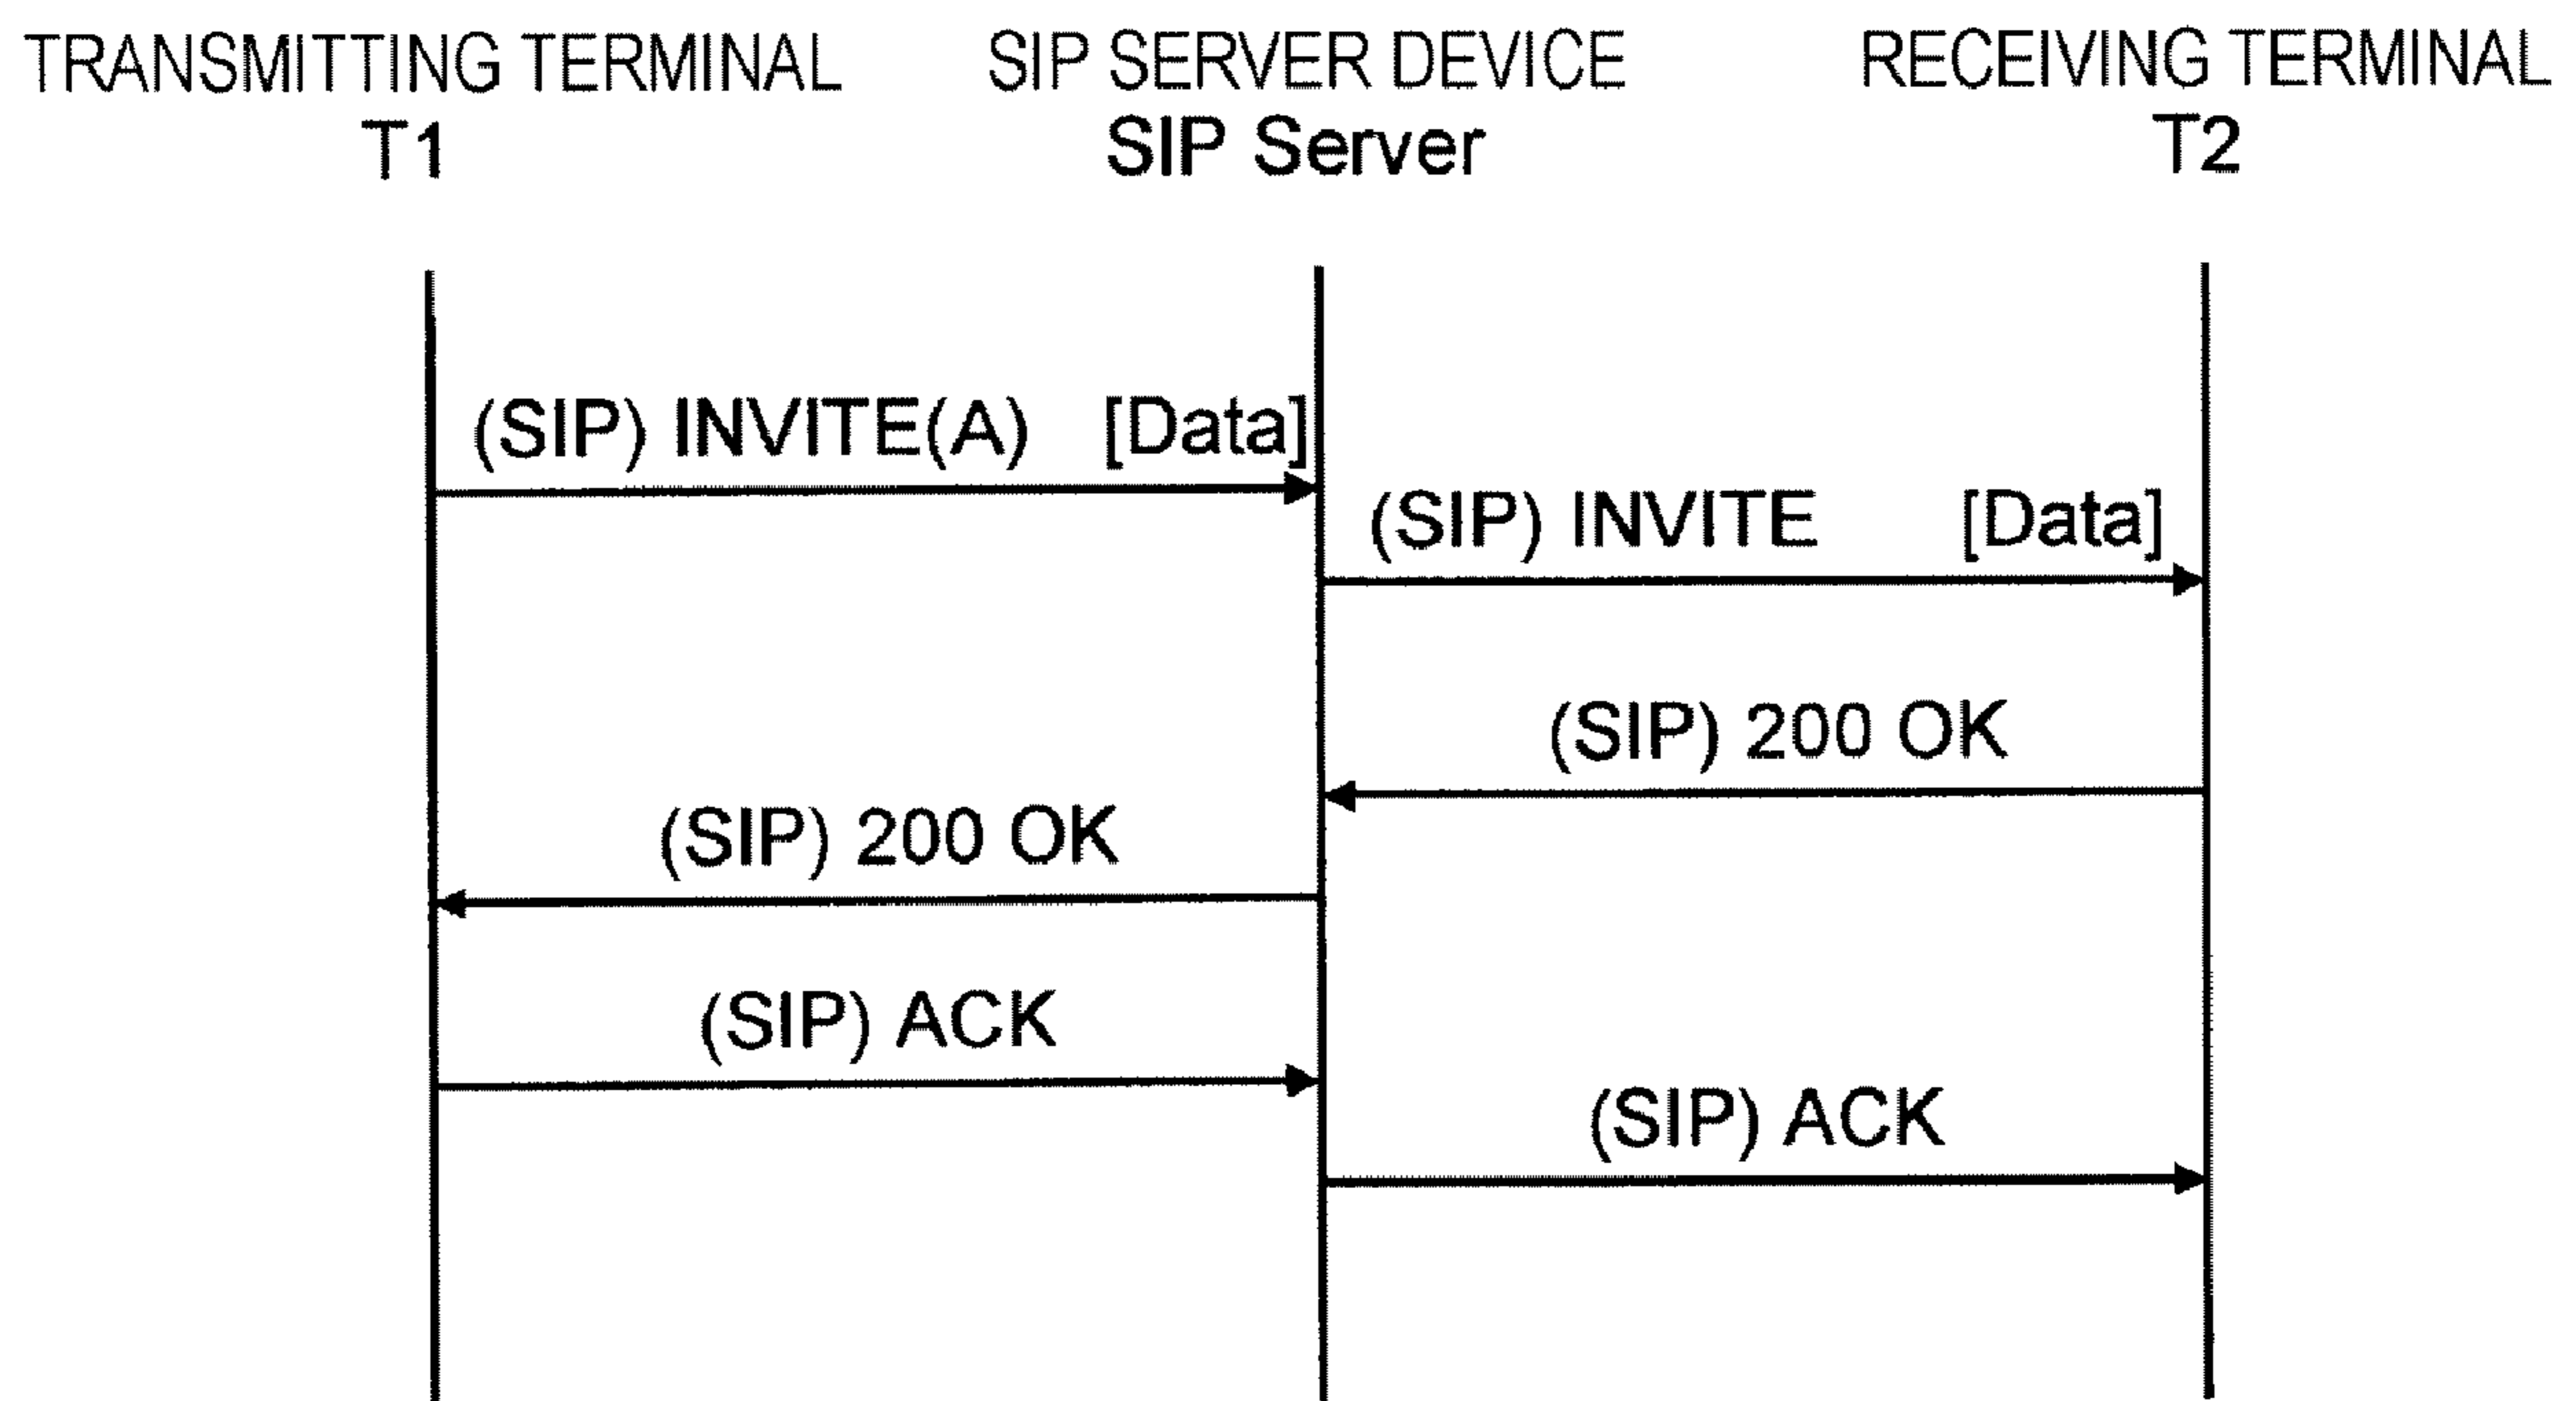 TRANSMITTING TERMINAL
T1
SIP SERVER DEVICE
SIP Server
RECEIVING TERMINAL
T2
(SIP) INVITE(A) [Data]
(SIP) INVITE [Data]
(SIP) 200 OK
(SIP) 200 OK
(SIP) ACK
(SIP) ACK